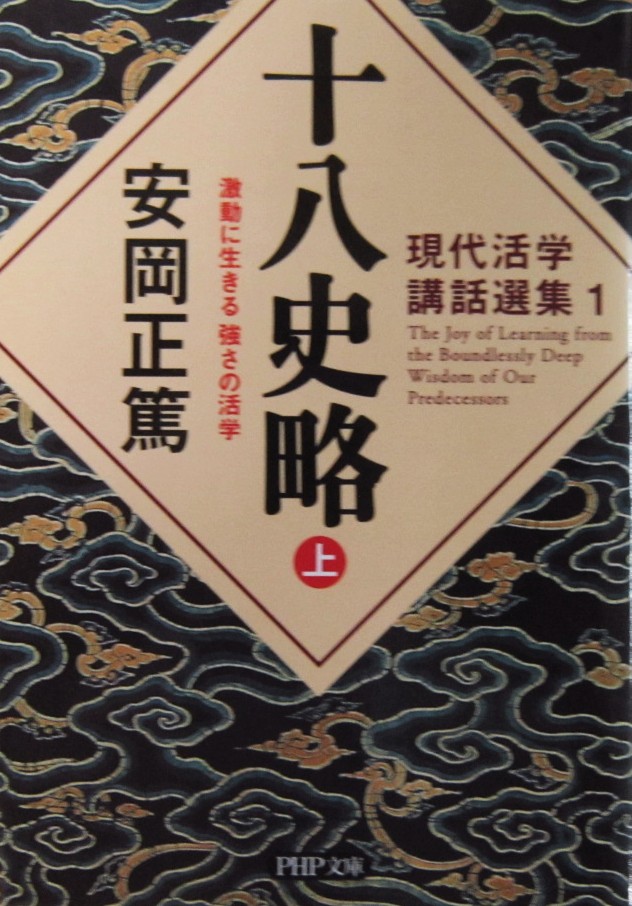 現代活学
講話選集 1
The Joy of Learning from
the Boundlessly Deep
Wisdom of Our
Predecessors
十八史略
上
激動に生きる 強さの活学
安岡正篤
PHP文庫